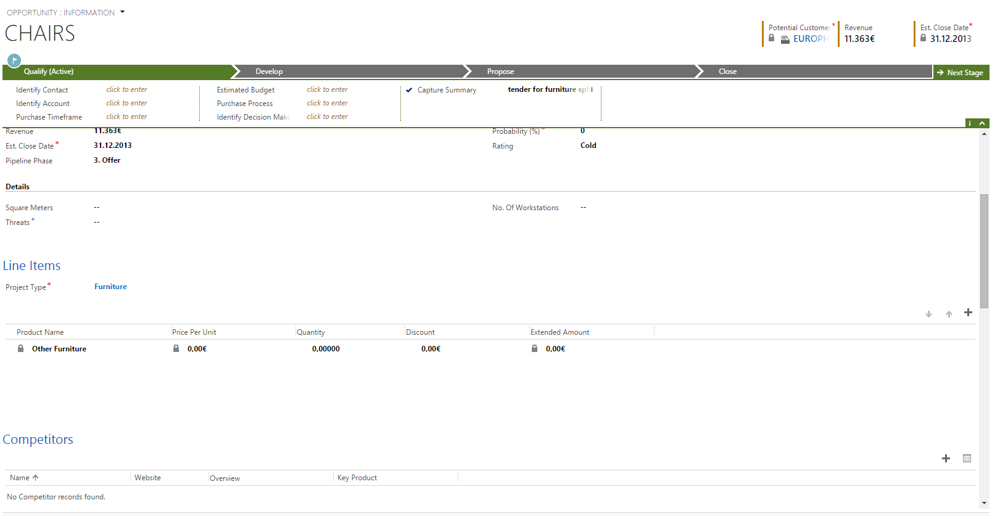 OPPORTUNITY : INFORMATION
CHAIRS
Potential Customer* Revenue Est. Close Date*
EUROPH 11.363€ 31.12.2013
Qualify (Active) Develop Propose Close Next Stage
Identify Contact click to enter Estimated Budget click to enter Capture Summary tender for furniture spli
Identify Account click to enter Purchase Process click to enter
Purchase Timeframe click to enter Identify Decision Make click to enter
Revenue 11.363€ Probability (%)* 0
Est. Close Date* 31.12.2013 Rating Cold
Pipeline Phase 3. Offer
Details
Square Meters -- No. Of Workstations --
Threats+ --
Line Items
Project Type* Furniture
Product Name Price Per Unit Quantity Discount Extended Amount
Other Furniture 0,00€ 0,00000 0,00€ 0,00€
Competitors
Name Website Overview Key Product
No Competitor records found.